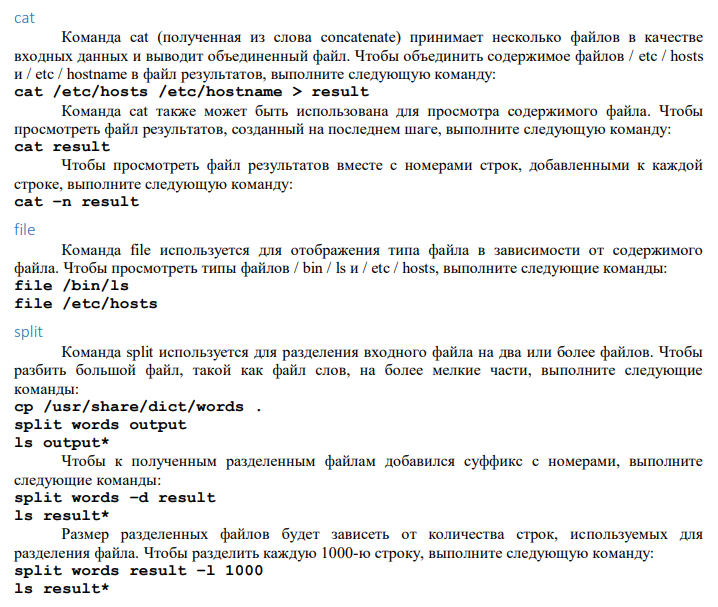 cat
Команда cat (полученная из слова concatenate) принимает несколько файлов в качестве
входных данных и выводит объединенный файл. Чтобы объединить содержимое файлов / etc / hosts
и / etc / hostname в файл результатов, выполните следующую команду:
cat /etc/hosts /etc/hostname > result
Команда cat также может быть использована для просмотра содержимого файла. Чтобы
просмотреть файл результатов, созданный на последнем шаге, выполните следующую команду:
cat result
Чтобы просмотреть файл результатов вместе с номерами строк, добавленными к каждой
строке, выполните следующую команду:
cat –n result
file
Команда file используется для отображения типа файла в зависимости от содержимого
файла. Чтобы просмотреть типы файлов / bin / ls и / etc / hosts, выполните следующие команды:
file /bin/ls
file /etc/hosts
split
Команда split используется для разделения входного файла на два или более файлов. Чтобы
разбить большой файл, такой как файл слов, на более мелкие части, выполните следующие
команды:
cp /usr/share/dict/words .
split words output
ls output*
Чтобы к полученным разделенным файлам добавился суффикс с номерами, выполните
следующие команды:
split words –d result
ls result*
Размер разделенных файлов будет зависеть от количества строк, используемых для
разделения файла. Чтобы разделить каждую 1000-ю строку, выполните следующую команду:
split words result –l 1000
ls result*